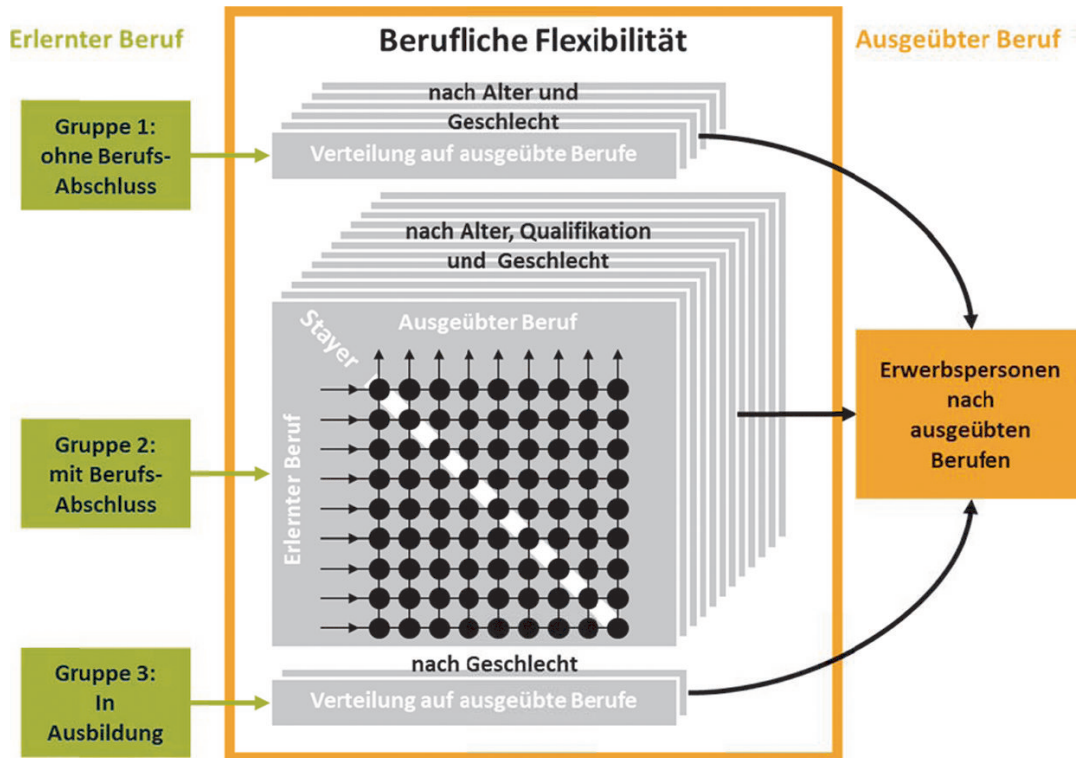 Erlernter Beruf
Berufliche Flexibilität
Ausgeübter Beruf
Gruppe 1:
ohne Berufs-
Abschluss
nach Alter und
Geschlecht
Verteilung auf ausgeübte Berufe
nach Alter, Qualifikation
und Geschlecht
Stayer
Ausgeübter Beruf
Erlernter Beruf
Gruppe 2:
mit Berufs-
Abschluss
Erwerbspersonen
nach
ausgeübten
Berufen
Gruppe 3:
In
Ausbildung
nach Geschlecht
Verteilung auf ausgeübte Berufe